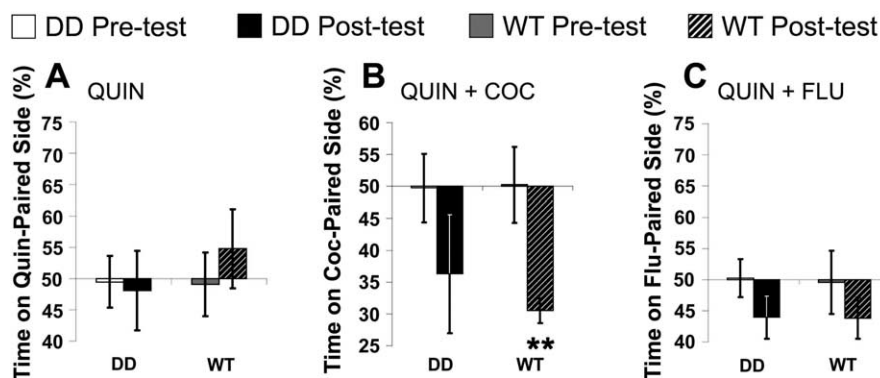 DD Pre-test DD Post-test WT Pre-test WT Post-test
A QUIN
Time on Quin-Paired Side (%)
75
70
65
60
55
50
45
40
DD WT
B QUIN + COC
Time on Coc-Paired Side (%)
60
55
50
45
40
35
30
25
**
DD WT
C QUIN + FLU
Time on Flu-Paired Side (%)
75
70
65
60
55
50
45
40
DD WT